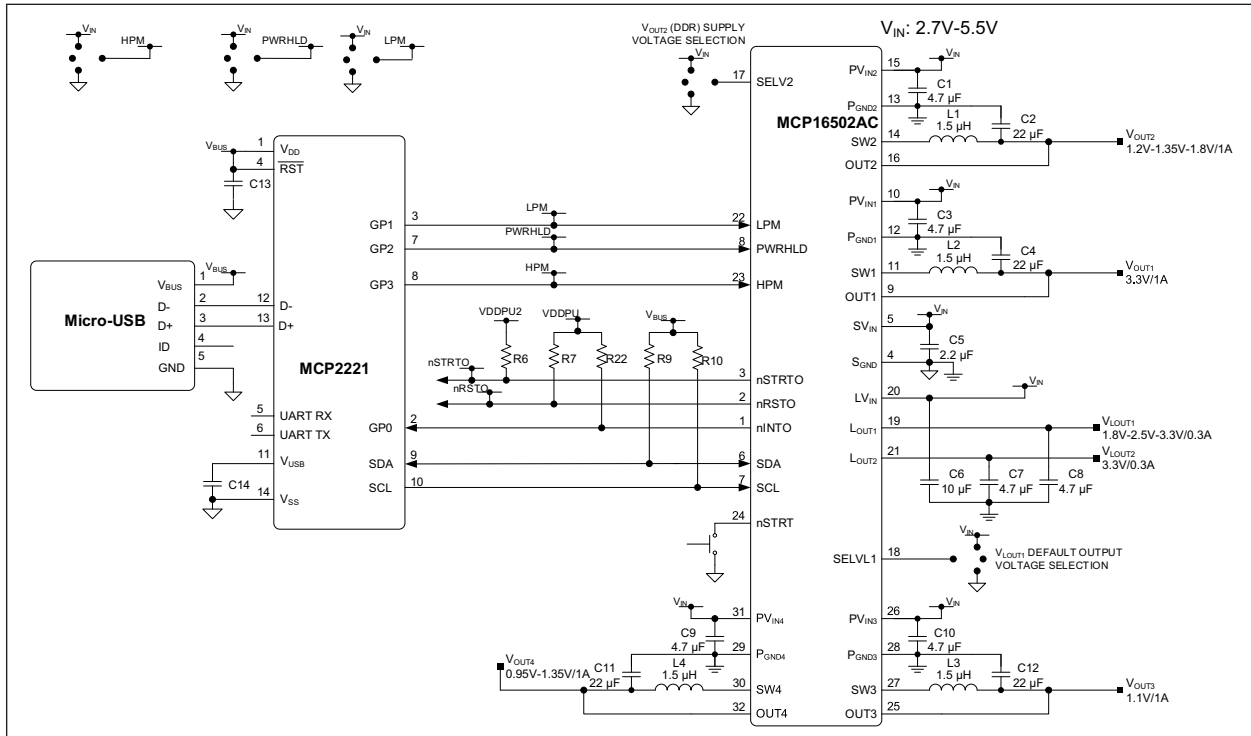 VIN
HPM
VIN
PWRHLD
VIN
LPM
VOUT2 (DDR) SUPPLY
VOLTAGE SELECTION
VIN
VIN: 2.7V-5.5V
17
SELV2
MCP16502AC
15
PVIN2
VIN
C1
4.7 µF
13
PGND2
L1
1.5 µH
C2
22 µF
14
SW2
16
OUT2
VOUT2
1.2V-1.35V-1.8V/1A
10
PVIN1
VIN
C3
4.7 µF
12
PGND1
L2
1.5 µH
C4
22 µF
11
SW1
9
OUT1
VOUT1
3.3V/1A
5
SVIN
VIN
C5
2.2 µF
4
SGND
20
LVIN
VIN
19
LOUT1
VLOUT1
1.8V-2.5V-3.3V/0.3A
21
LOUT2
VLOUT2
3.3V/0.3A
C6
10 µF
C7
4.7 µF
C8
4.7 µF
18
SELVL1
VIN
VLOUT1 DEFAULT OUTPUT
VOLTAGE SELECTION
26
PVIN3
VIN
C10
4.7 µF
28
PGND3
L3
1.5 µH
C12
22 µF
27
SW3
25
OUT3
VOUT3
1.1V/1A
VBUS
1
VDD
4
RST
C13
GP1
3
LPM
22
LPM
GP2
7
PWRHLD
8
PWRHLD
GP3
8
HPM
23
HPM
Micro-USB
VBUS
1
VBUS
D-
2
12
D-
D+
3
13
D+
ID
4
GND
5
MCP2221
5
UART RX
6
UART TX
11
VUSB
C14
14
VSS
VDDPU2
R6
VDDPU
R7
R22
VBUS
R9
R10
nSTRTO
3
nSTRTO
nRSTO
2
nRSTO
GP0
2
1
nINTO
SDA
9
6
SDA
SCL
10
7
SCL
24
nSTRT
VIN
31
PVIN4
C9
4.7 µF
29
PGND4
VOUT4
0.95V-1.35V/1A
C11
22 µF
L4
1.5 µH
30
SW4
32
OUT4